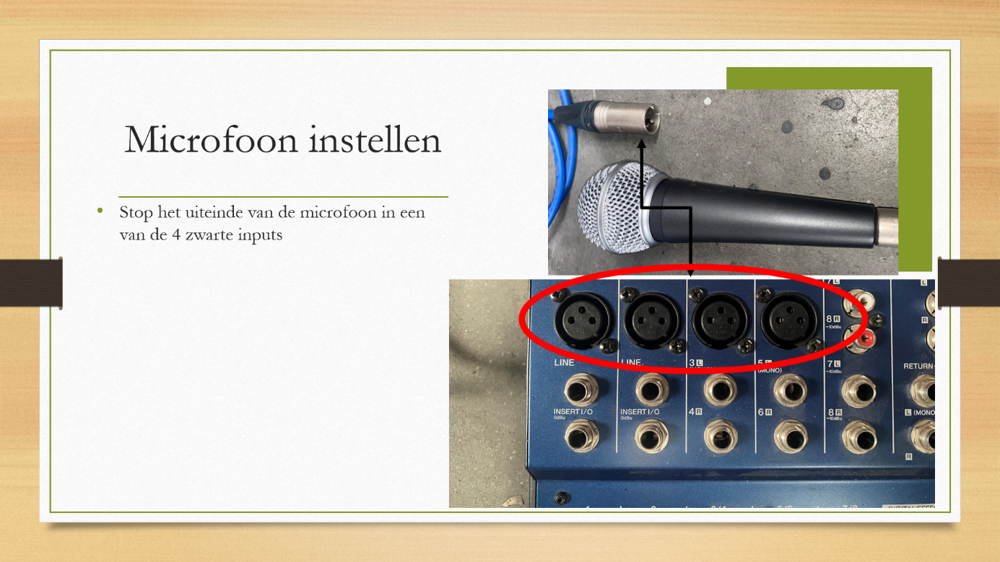 Microfoon instellen
Stop het uiteinde van de microfoon in een
van de 4 zwarte inputs
7 L
L
8 R
-10dBu
R
LINE
LINE
3 L
5 L
(MONO)
7 L
-10dBu
RETURN
INSERT I/O
0dBu
INSERT I/O
0dBu
4 R
6 R
8 R
-10dBu
L (MONO
R